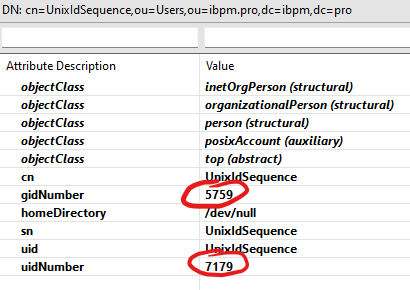 DN: cn=UnixIdSequence,ou=Users,ou=ibpm.pro,dc=ibpm,dc=pro
Attribute Description Value
objectClass inetOrgPerson (structural)
objectClass organizationalPerson (structural)
objectClass person (structural)
objectClass posixAccount (auxiliary)
objectClass top (abstract)
cn UnixIdSequence
gidNumber 5759
homeDirectory /dev/null
sn UnixIdSequence
uid UnixIdSequence
uidNumber 7179